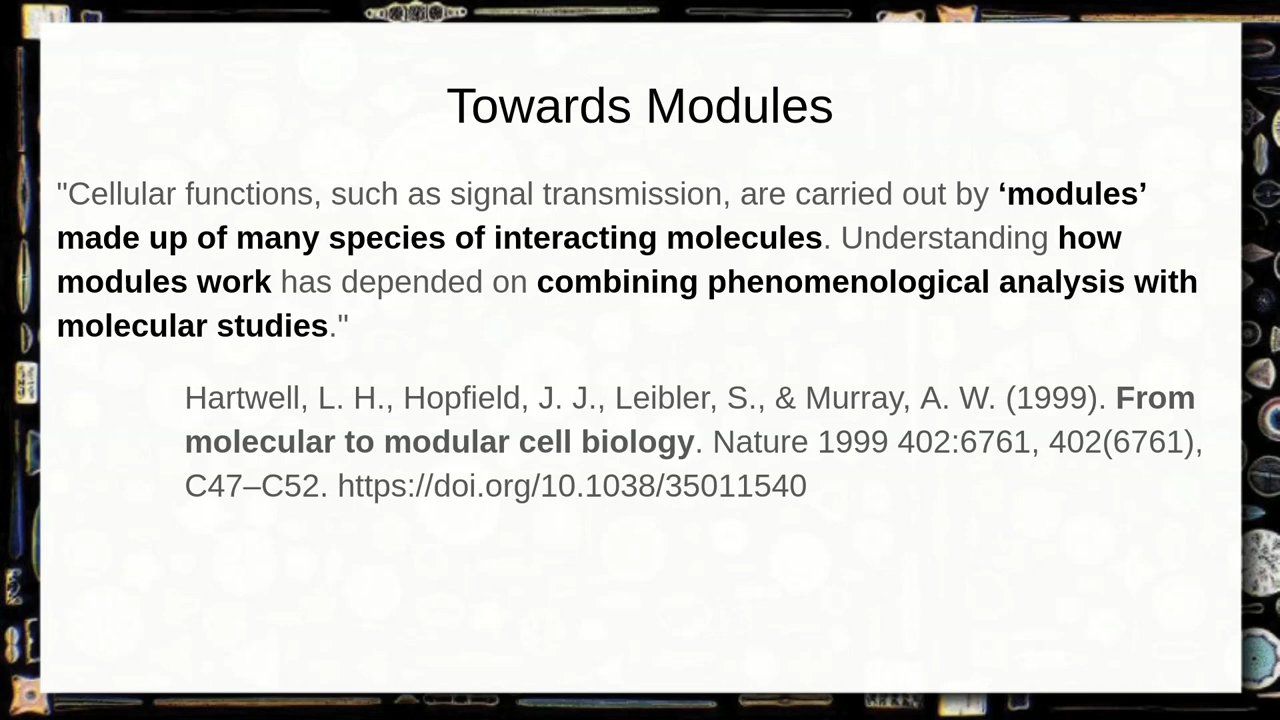 Towards Modules
"Cellular functions, such as signal transmission, are carried out by ‘modules’
made up of many species of interacting molecules. Understanding how
modules work has depended on combining phenomenological analysis with
molecular studies."
Hartwell, L. H., Hopfield, J. J., Leibler, S., & Murray, A. W. (1999). From
molecular to modular cell biology. Nature 1999 402:6761, 402(6761),
C47–C52. https://doi.org/10.1038/35011540